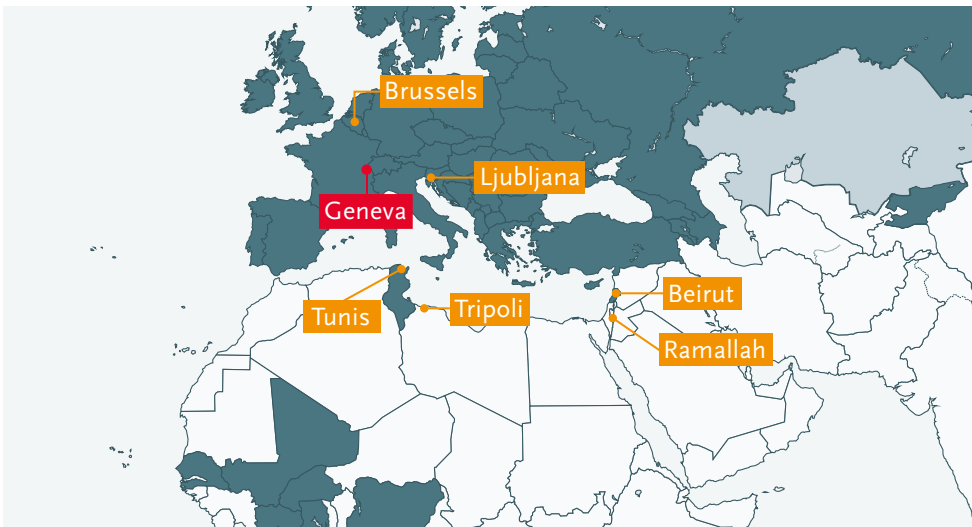 Brussels
Ljubljana
Geneva
Beirut
Tunis
Tripoli
Ramallah